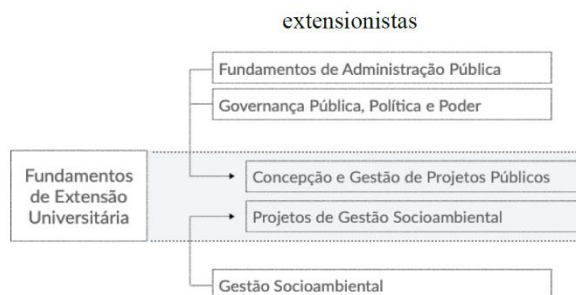 extensionistas
Fundamentos de Administração Pública
Governança Pública, Política e Poder
Fundamentos
de Extensão
Universitária
Concepção e Gestão de Projetos Públicos
Projetos de Gestão Socioambiental
Gestão Socioambiental